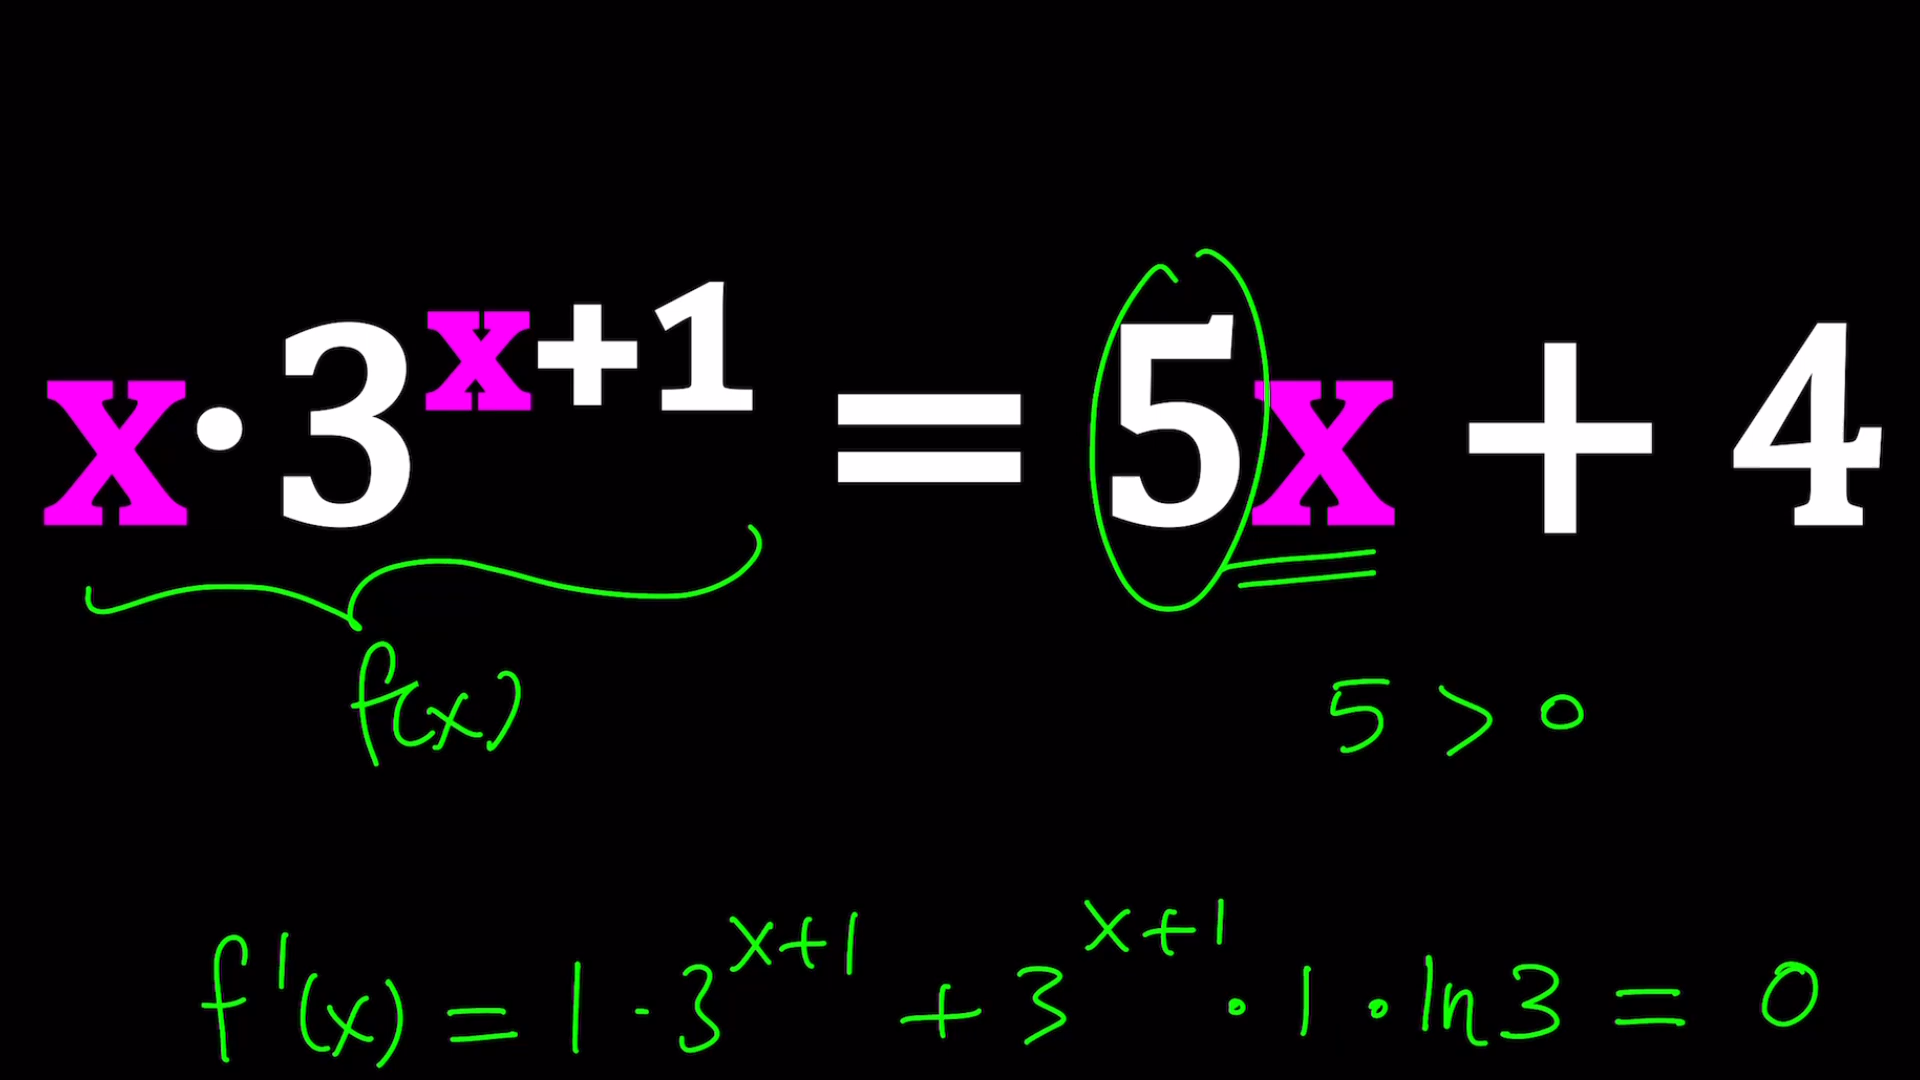 x·3^{x+1} = 5x + 4
f(x) 5 > 0
f'(x) = 1·3^{x+1} + 3^{x+1}·1·ln3 = 0